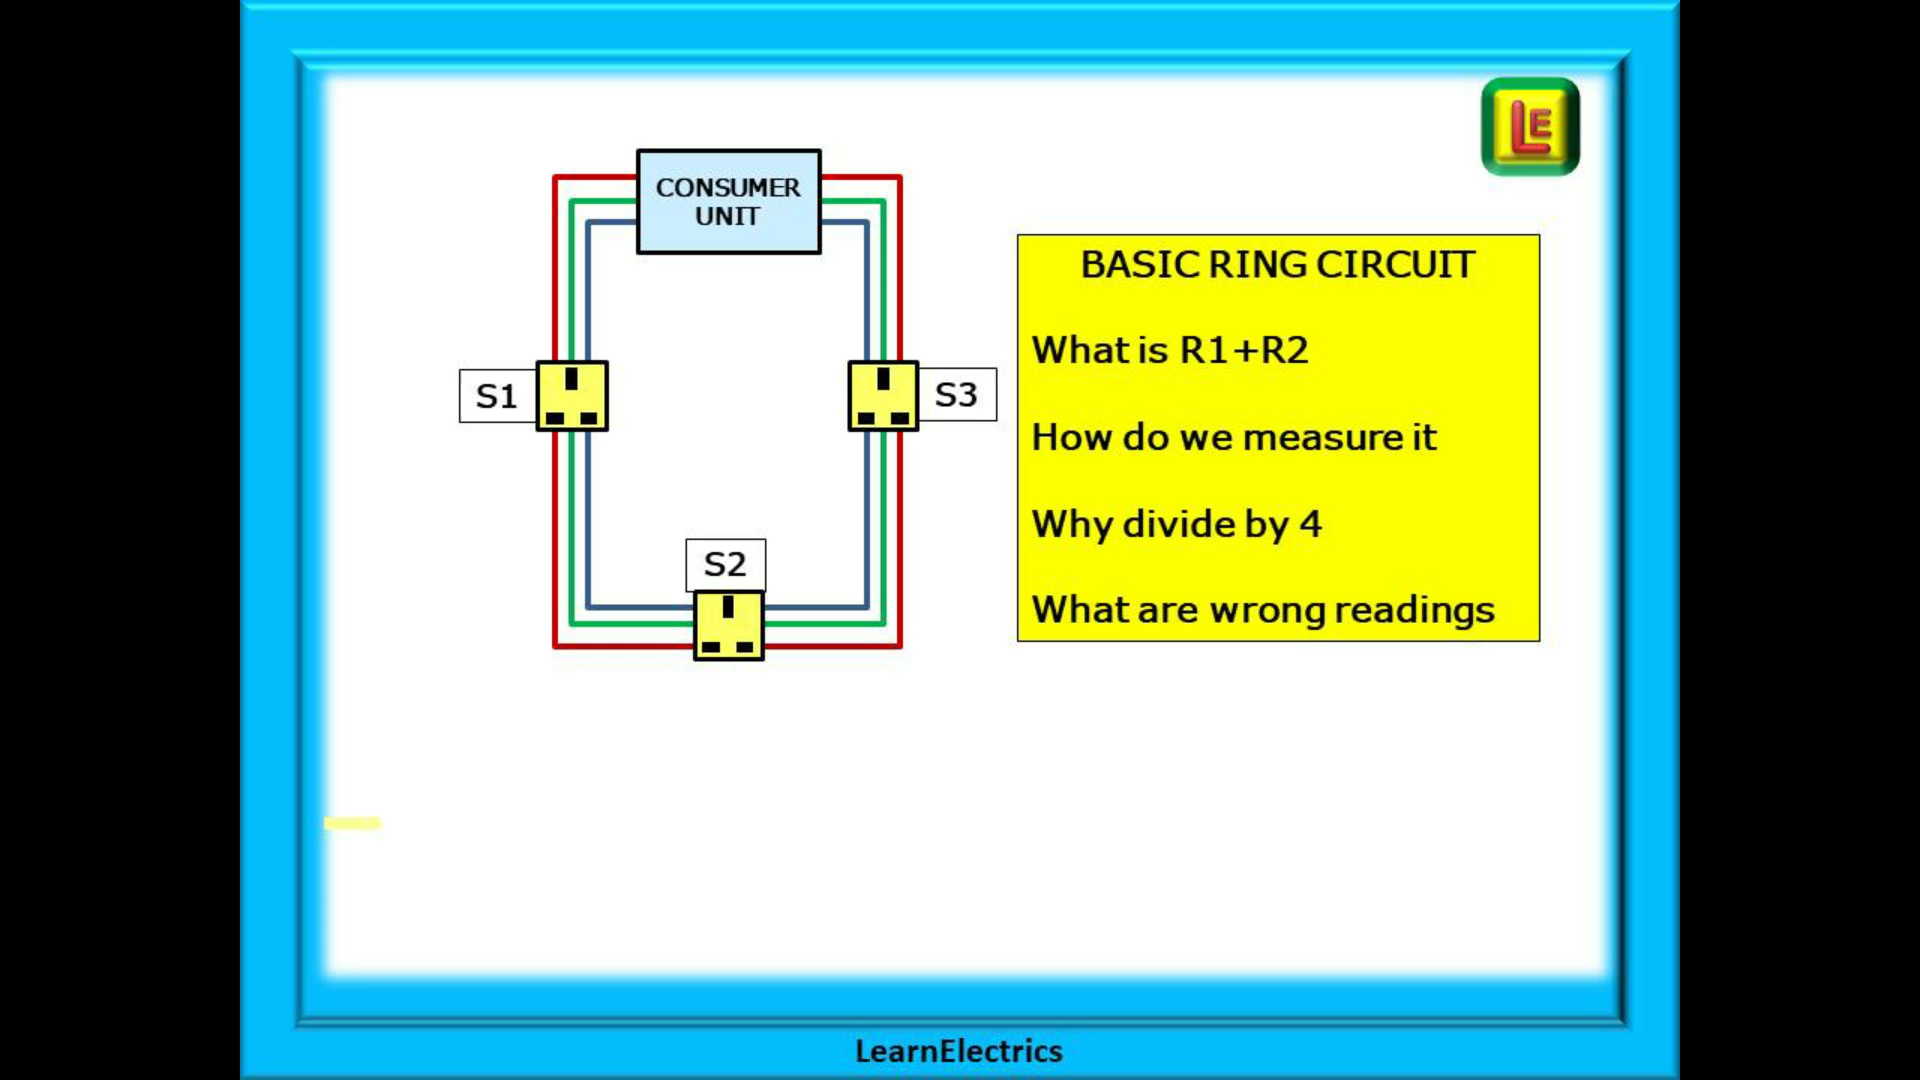 LE
CONSUMER
UNIT
BASIC RING CIRCUIT
What is R1+R2
S1
S3
How do we measure it
Why divide by 4
S2
What are wrong readings
LearnElectrics